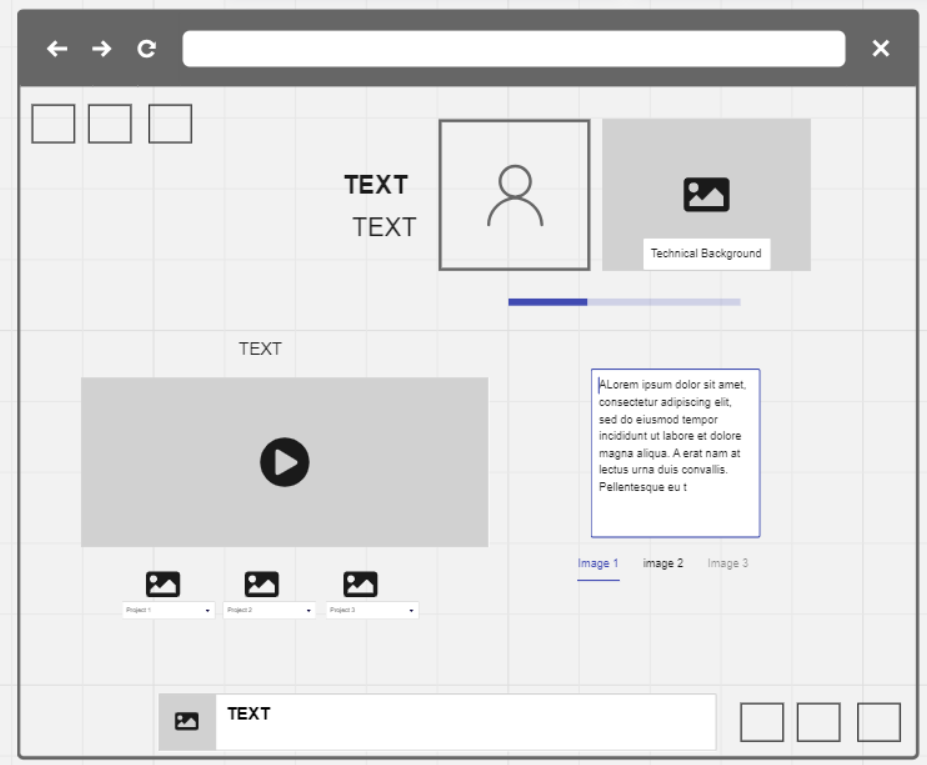 TEXT
TEXT
Technical Background
TEXT
ALorem ipsum dolor sit amet,
consectetur adipiscing elit,
sed do eiusmod tempor
incididunt ut labore et dolore
magna aliqua. A erat nam at
lectus urna duis convallis.
Pellentesque eu t
Image 1 image 2 Image 3
Project 1 Project 2 Project 3
TEXT